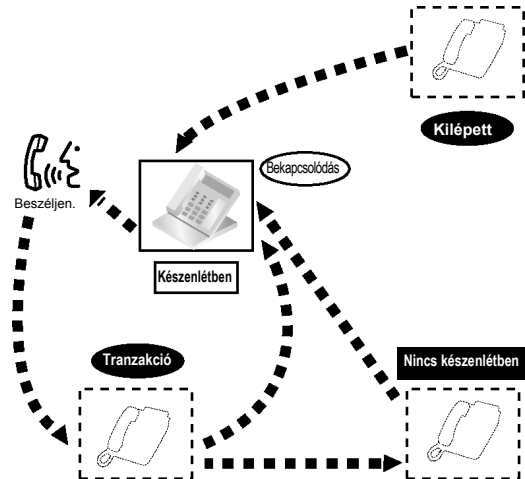 Kilépett
Bekapcsolódás
Beszéljen.
Készenlétben
Tranzakció
Nincs készenlétben